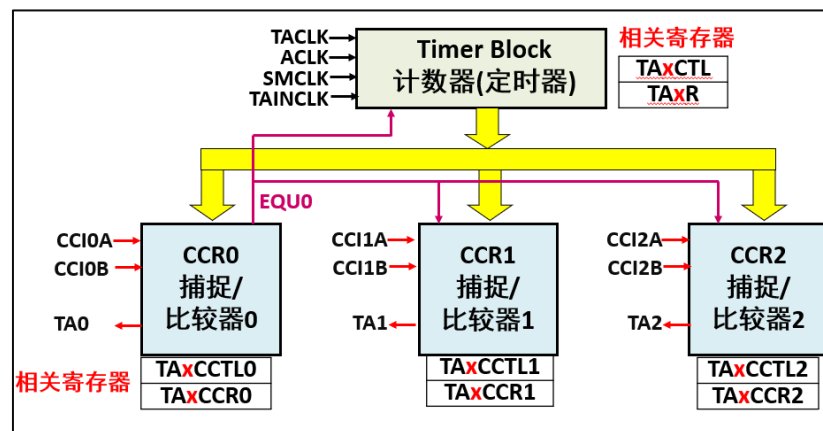 TACLK
ACLK
SMCLK
TAINCLK
Timer Block
计数器(定时器)
相关寄存器
TAxCTL
TAxR
EQU0
CCI0A
CCI0B
TA0
CCR0
捕捉/
比较器0
CCI1A
CCI1B
TA1
CCR1
捕捉/
比较器1
CCI2A
CCI2B
TA2
CCR2
捕捉/
比较器2
相关寄存器
TAxCCTL0
TAxCCR0
TAxCCTL1
TAxCCR1
TAxCCTL2
TAxCCR2